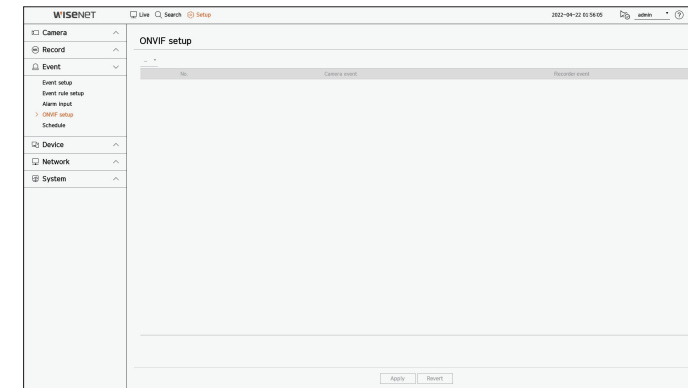 WISENET
Live Search Setup 2022-04-22 01:56:05 admin
Camera
Record
Event
Event setup
Event rule setup
Alarm input
> ONVIF setup
Schedule
Device
Network
System
ONVIF setup
No Camera event Recorder event
Apply Revert